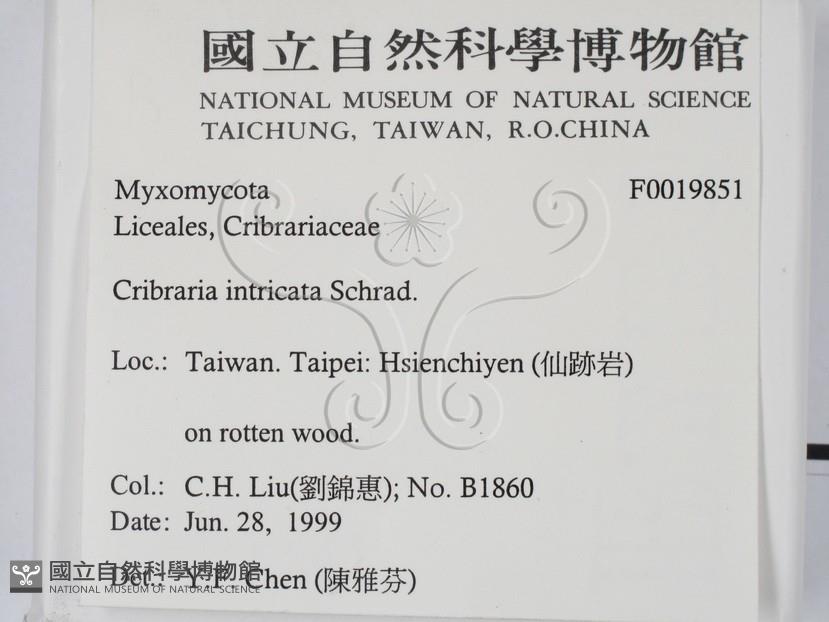 國立自然科學博物館
NATIONAL MUSEUM OF NATURAL SCIENCE
TAICHUNG, TAIWAN, R.O.CHINA
Myxomycota F0019851
Liceales, Cribrariaceae
Cribraria intricata Schrad.
Loc.: Taiwan. Taipei: Hsienchiyen (仙跡岩)
on rotten wood.
Col.: C.H. Liu(劉錦惠); No. B1860
Date: Jun. 28, 1999
Det.: Y.F. Chen (陳雅芬)
國立自然科學博物館
NATIONAL MUSEUM OF NATURAL SCIENCE